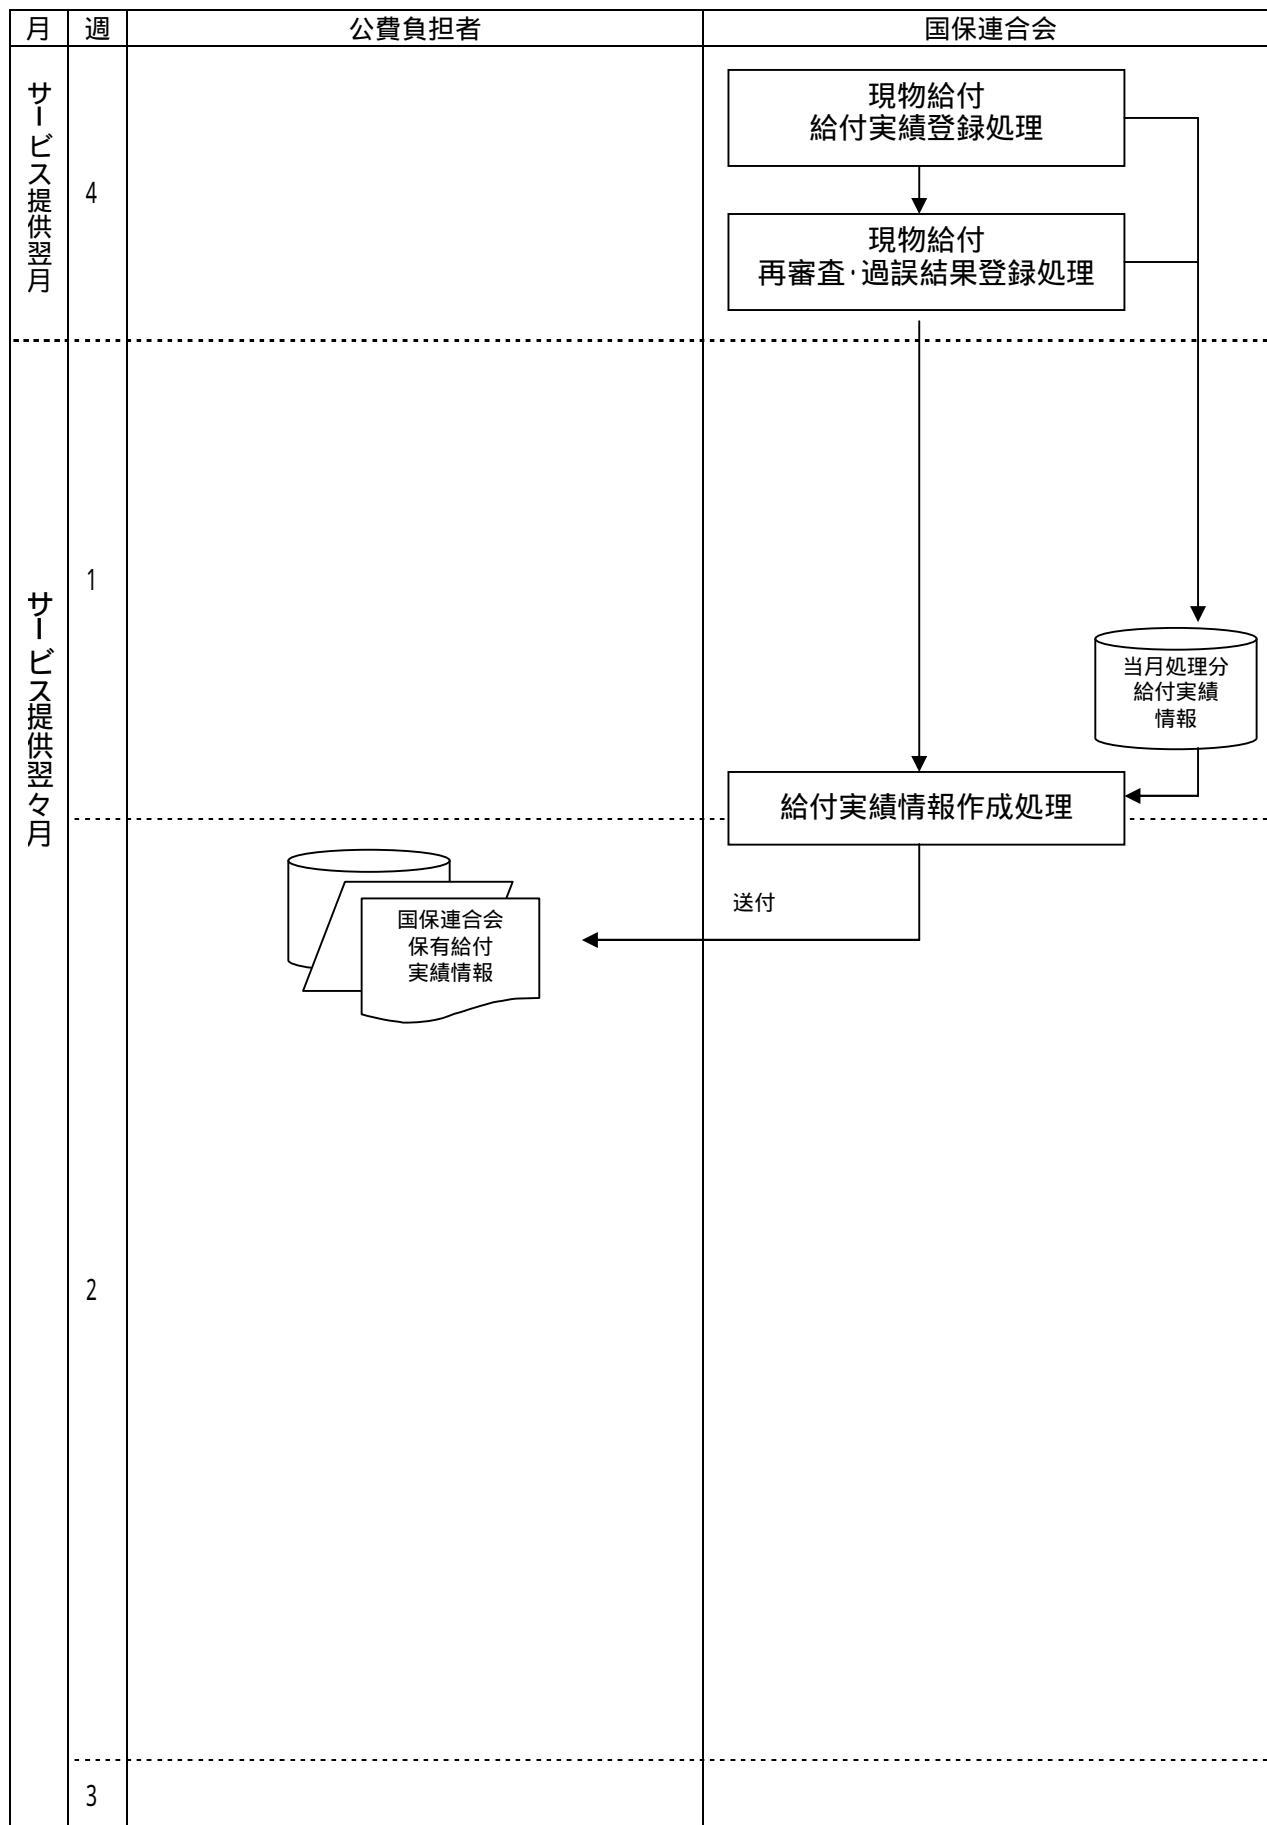 月 週 公費負担者 国保連合会
サービス提供翌月
4
現物給付
給付実績登録処理
現物給付
再審査・過誤結果登録処理
サービス提供翌々月
1
当月処理分
給付実績
情報
給付実績情報作成処理
送付
国保連合会
保有給付
実績情報
2
3